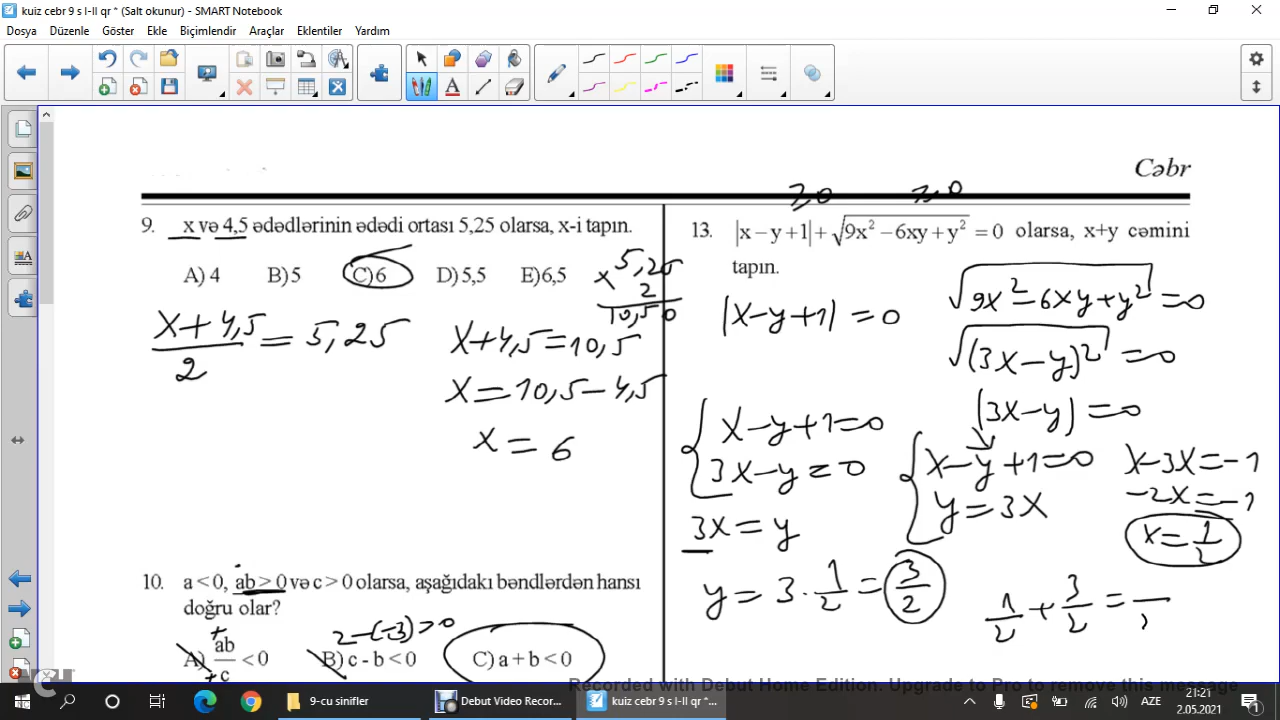 kuiz cebr 9 s I-II qr * (Salt okunur) - SMART Notebook
Dosya Düzenle Göster Ekle Biçimlendir Araçlar Eklentiler Yardım
Cəbr
9. x və 4,5 ədədlərinin ədədi ortası 5,25 olarsa, x-i tapın.
A) 4 B) 5 C) 6 D) 5,5 E) 6,5
x 5,25
2
10,50
x+4,5/2 = 5,25
x+4,5=10,5
x=10,5-4,5
x = 6
10. a < 0, ab > 0 və c > 0 olarsa, aşağıdakı bəndlərdən hansı
doğru olar?
2-(-3)>0
A) ab/c < 0 B) c - b < 0 C) a + b < 0
≥0 ≥0
13. |x – y + 1| + √9x² – 6xy + y² = 0 olarsa, x+y cəmini
tapın.
|x-y+1| = 0
√9x²-6xy+y² = 0
√(3x-y)² = 0
(3x-y) = 0
{ x-y+1=0
3x-y=0
3x = y
{ x-y+1=0
y=3x
x-3x=-1
-2x=-1
x=1/2
y = 3·1/2 = 3/2
1/2 + 3/2 =
Recorded with Debut Home Edition. Upgrade to Pro to remove this message
9-cu sinifler
Debut Video Recor...
kuiz cebr 9 s I-II qr *...
AZE
21:21
2.05.2021